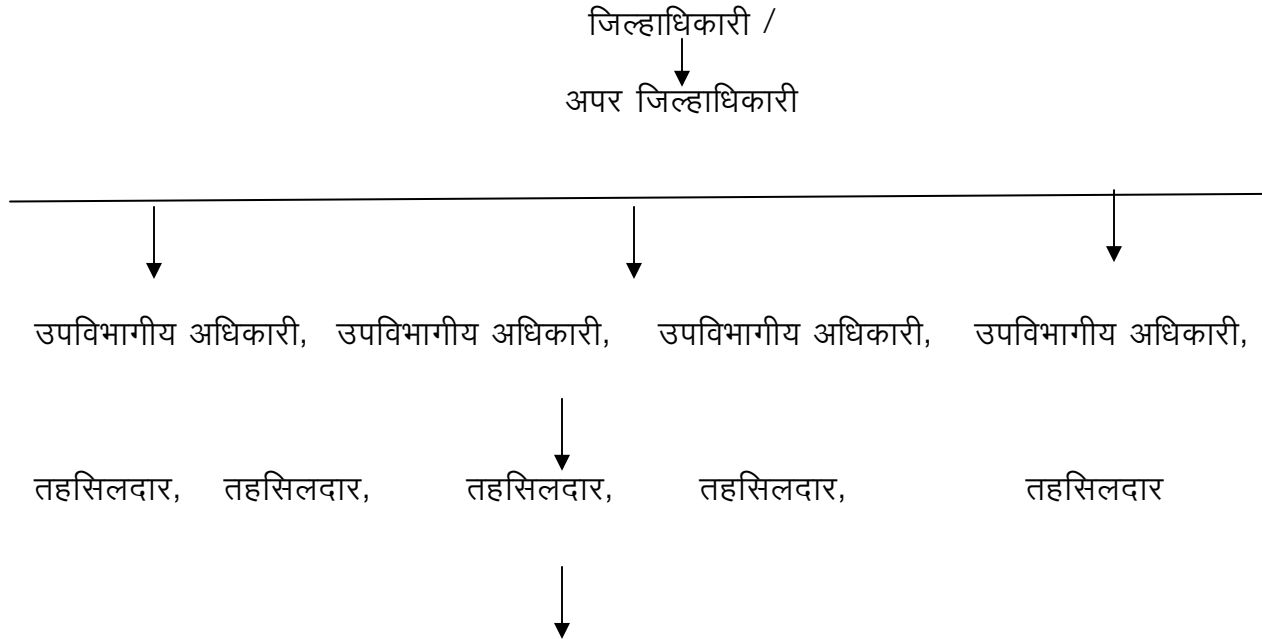 जिल्हाधिकारी /
अपर जिल्हाधिकारी
उपविभागीय अधिकारी, उपविभागीय अधिकारी, उपविभागीय अधिकारी, उपविभागीय अधिकारी,
तहसिलदार, तहसिलदार, तहसिलदार, तहसिलदार, तहसिलदार